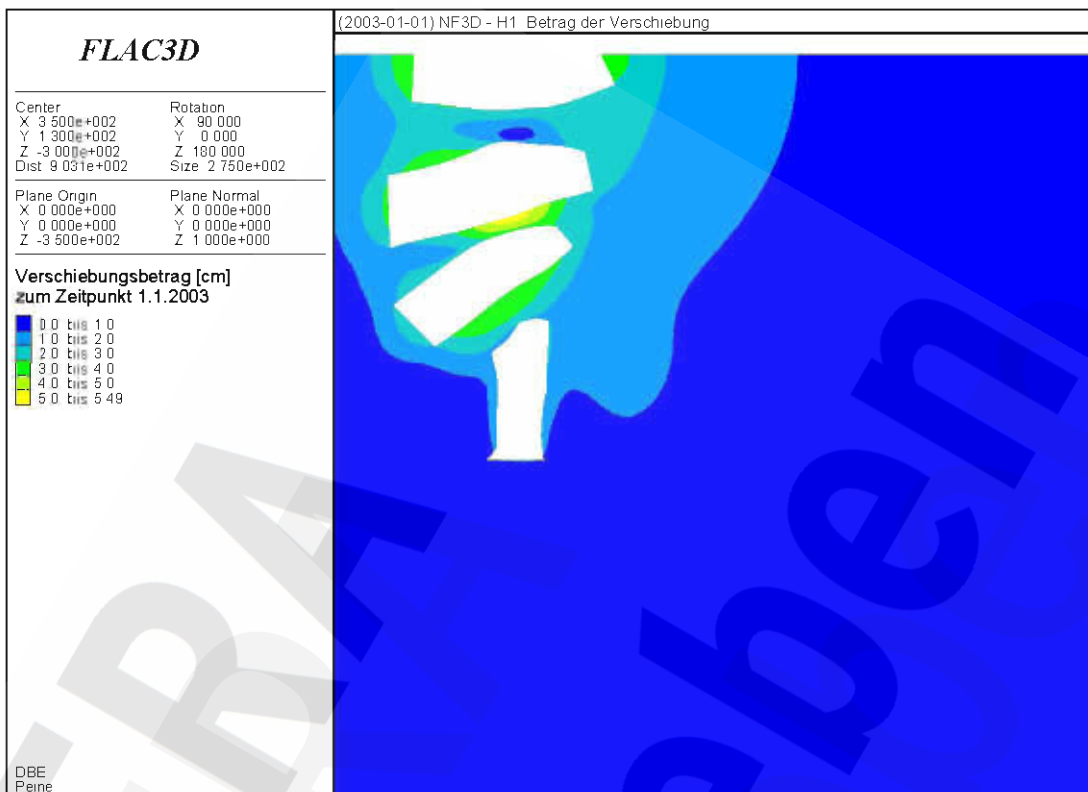 (2003-01-01) NF3D - H1 Betrag der Verschiebung
FLAC3D
Center
X 3 500e+002
Y 1 300e+002
Z -3 000e+002
Dist 9 031e+002
Rotation
X 90 000
Y 0 000
Z 180 000
Size 2 750e+002
Plane Origin
X 0 000e+000
Y 0 000e+000
Z -3 500e+002
Plane Normal
X 0 000e+000
Y 0 000e+000
Z 1 000e+000
Verschiebungsbetrag [cm]
zum Zeitpunkt 1.1.2003
0 0 bis 1 0
1 0 bis 2 0
2 0 bis 3 0
3 0 bis 4 0
4 0 bis 5 0
5 0 bis 5 49
DBE
Peine